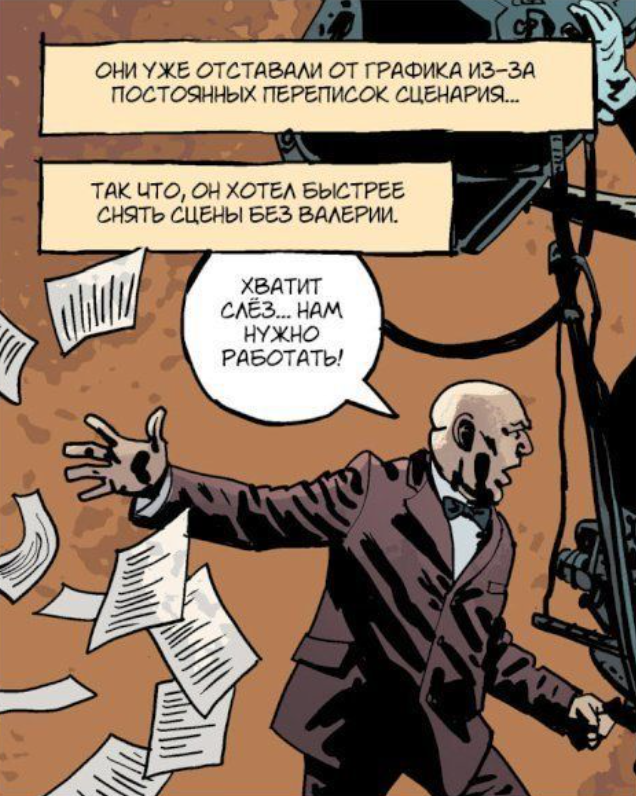 ОНИ УЖЕ ОТСТАВАЛИ ОТ ГРАФИКА ИЗ-ЗА
ПОСТОЯННЫХ ПЕРЕПИСОК СЦЕНАРИЯ...
ТАК ЧТО, ОН ХОТЕЛ БЫСТРЕЕ
СНЯТЬ СЦЕНЫ БЕЗ ВАЛЕРИИ.
ХВАТИТ
СЛЁЗ... НАМ
НУЖНО
РАБОТАТЬ!